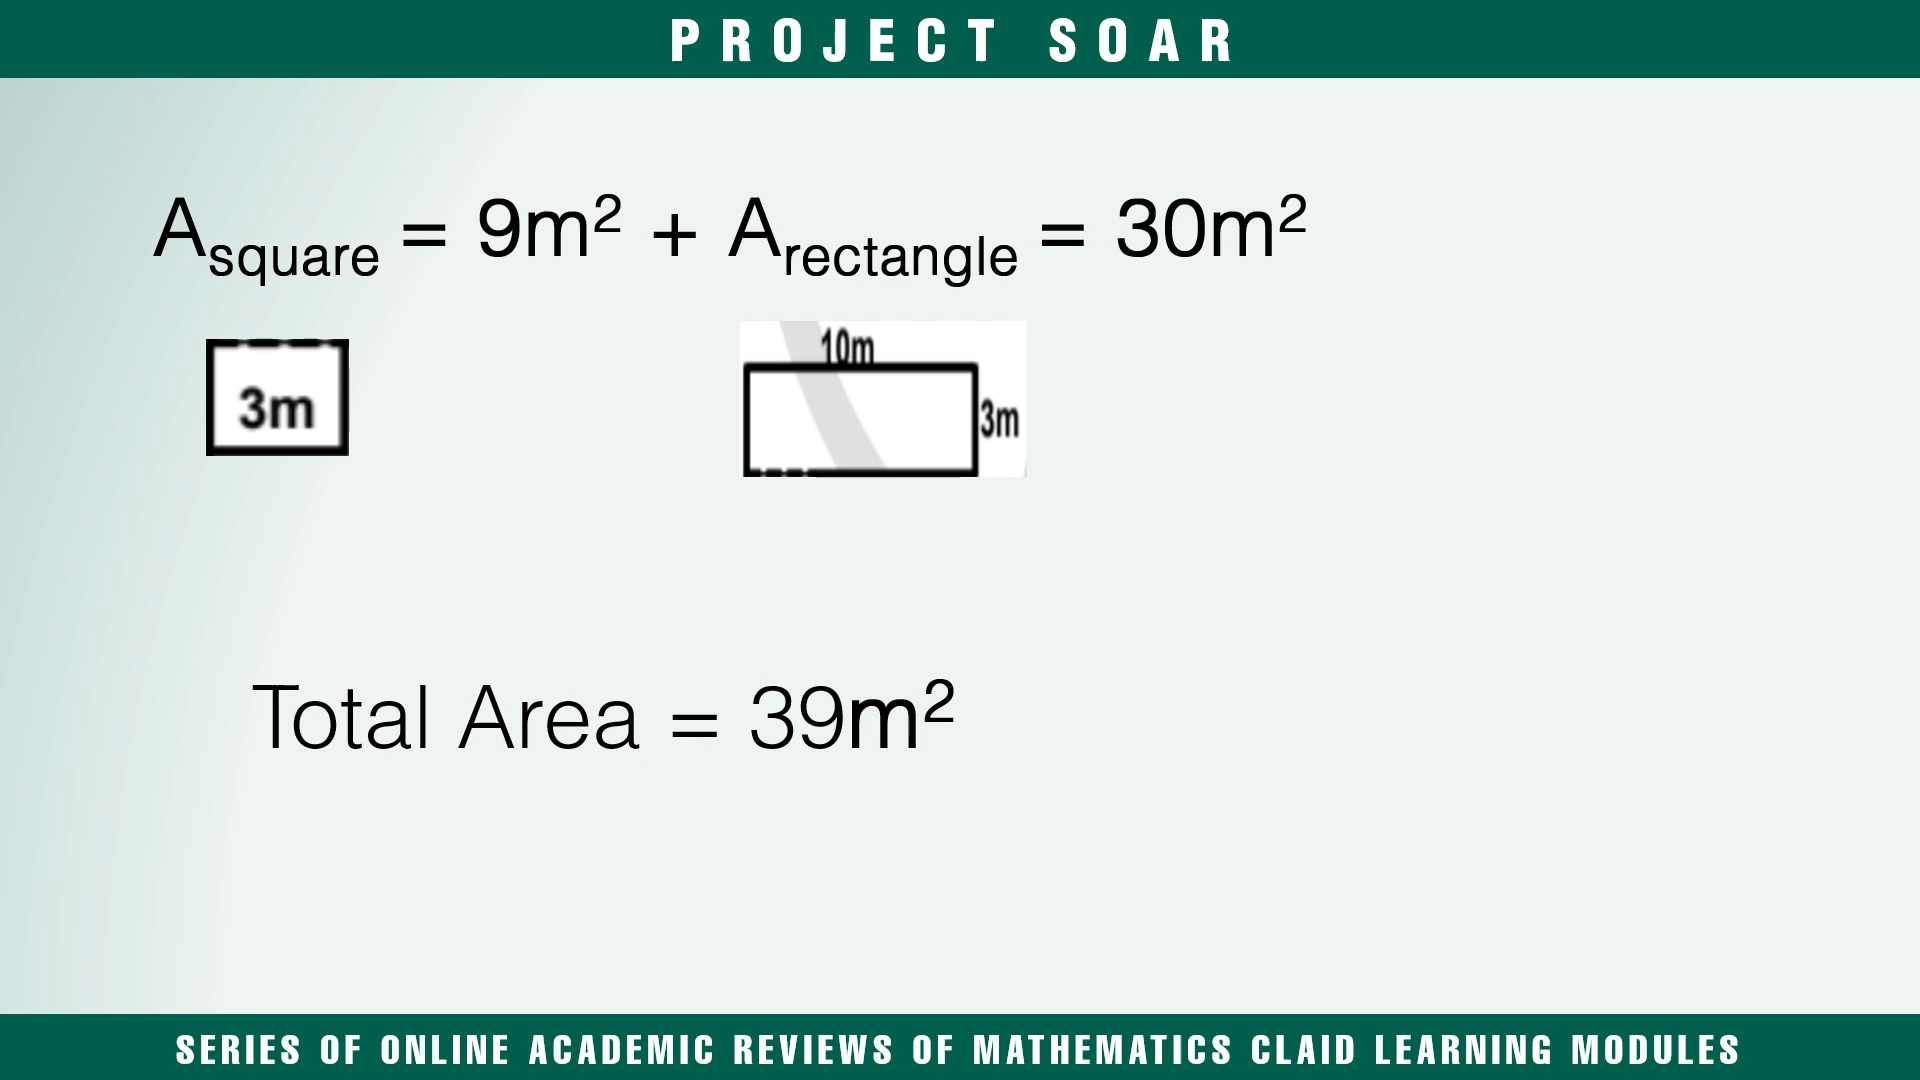 PROJECT SOAR
Asquare = 9m² + Arectangle = 30m²
10m
3m
3m
Total Area = 39m²
SERIES OF ONLINE ACADEMIC REVIEWS OF MATHEMATICS CLAID LEARNING MODULES